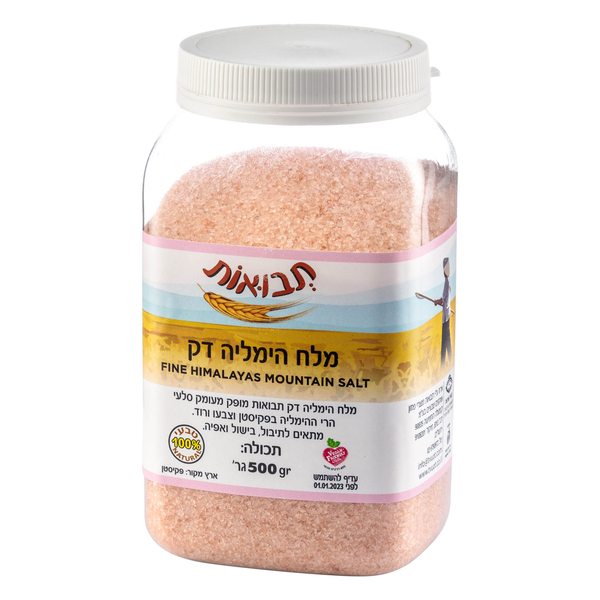 תבואות
מלח הימליה דק
FINE HIMALAYAS MOUNTAIN SALT
מלח הימליה דק תבואות מופק מעומק סלעי
הרי ההימליה בפקיסטן וצבעו ורוד.
מתאים לתיבול, בישול ואפיה.
תכולה:
500 גר' gr
טבעי
100%
NATURAL
Vegan
Friendly
ארץ מקור: פקיסטן
עדיף להשתמש
לפני 01.01.2023